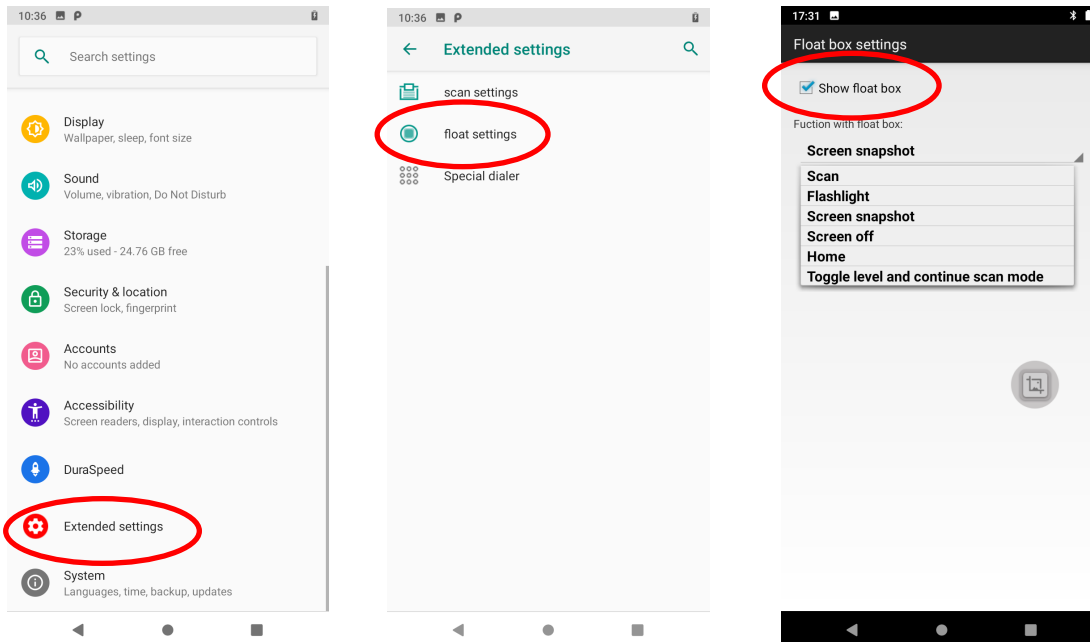 10:36
Search settings
Display
Wallpaper, sleep, font size
Sound
Volume, vibration, Do Not Disturb
Storage
23% used - 24.76 GB free
Security & location
Screen lock, fingerprint
Accounts
No accounts added
Accessibility
Screen readers, display, interaction controls
DuraSpeed
Extended settings
System
Languages, time, backup, updates
10:36
Extended settings
scan settings
float settings
Special dialer
17:31
Float box settings
Show float box
Fuction with float box:
Screen snapshot
Scan
Flashlight
Screen snapshot
Screen off
Home
Toggle level and continue scan mode